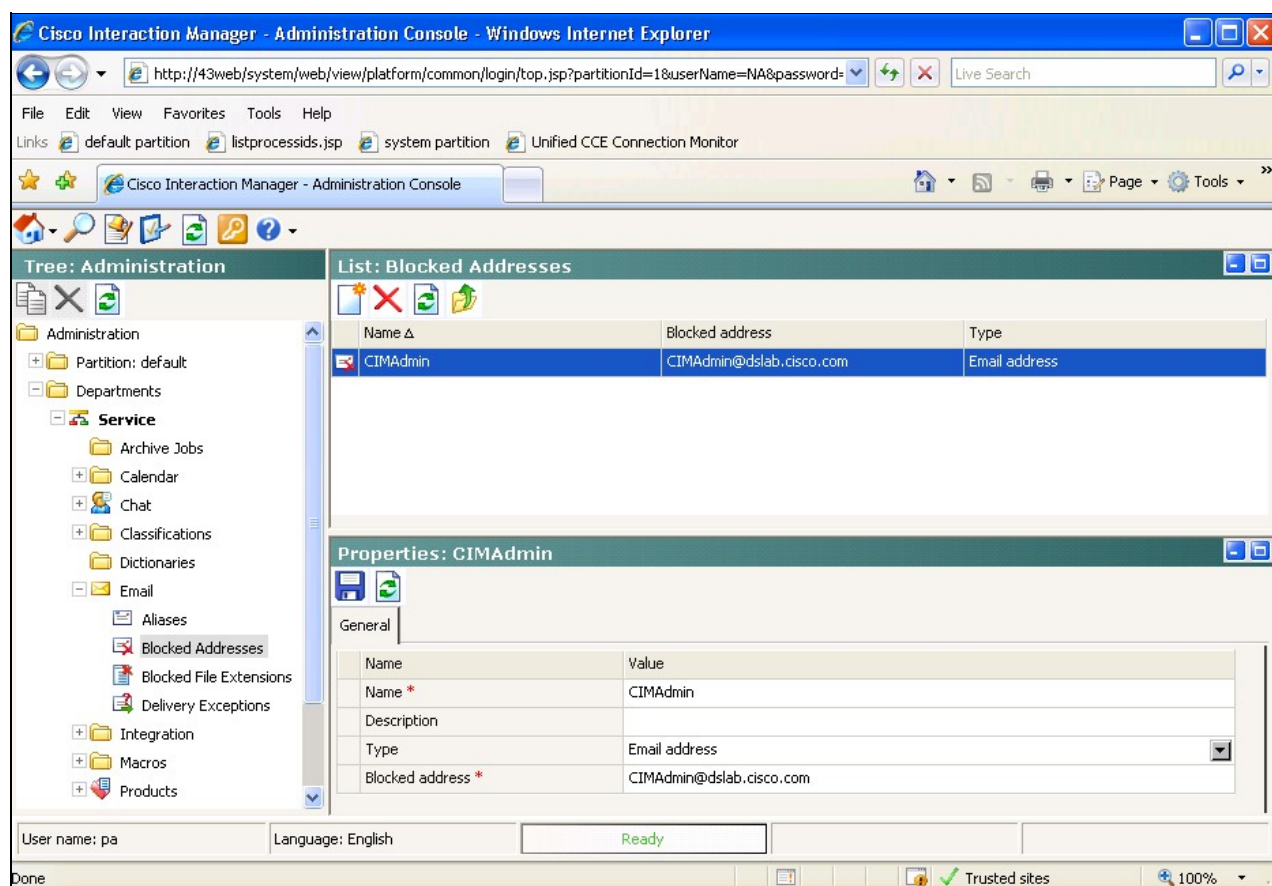 Cisco Interaction Manager - Administration Console - Windows Internet Explorer
http://43web/system/web/view/platform/common/login/top.jsp?partitionId=1&userName=NA&password=
Live Search
File Edit View Favorites Tools Help
Links default partition listprocessids.jsp system partition Unified CCE Connection Monitor
Cisco Interaction Manager - Administration Console
Page Tools »
Tree: Administration
List: Blocked Addresses
Administration
Partition: default
Departments
Service
Archive Jobs
Calendar
Chat
Classifications
Dictionaries
Email
Aliases
Blocked Addresses
Blocked File Extensions
Delivery Exceptions
Integration
Macros
Products
Name Blocked address Type
CIMAdmin CIMAdmin@dslab.cisco.com Email address
Properties: CIMAdmin
General
Name Value
Name * CIMAdmin
Description
Type Email address
Blocked address * CIMAdmin@dslab.cisco.com
User name: pa Language: English Ready
Done Trusted sites 100%